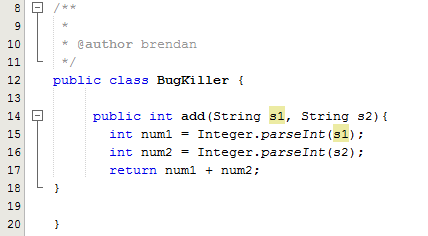 8 /**
9 *
10 * @author brendan
11 */
12 public class BugKiller {
13
14 public int add(String s1, String s2){
15 int num1 = Integer.parseInt(s1);
16 int num2 = Integer.parseInt(s2);
17 return num1 + num2;
18 }
19
20 }